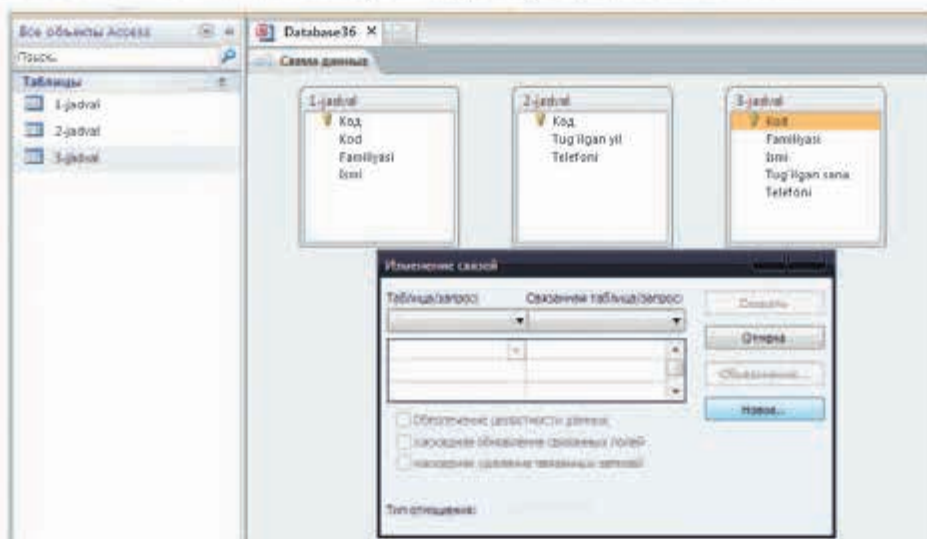 Все объекты Access
Database36
Поиск...
Схема данных
Таблицы
1-jadval
2-jadval
3-jadval
1-jadval
Код
Kod
Familiyasi
Ismi
2-jadval
Код
Tug'ilgan yil
Telefoni
3-jadval
Kod
Familiyasi
Ismi
Tug'ilgan sana
Telefoni
Изменение связей
Таблица/запрос:
Связанная таблица/запрос:
Создать
Отмена
Объединение...
Новое...
Обеспечение целостности данных
каскадное обновление связанных полей
каскадное удаление связанных записей
Тип отношения: